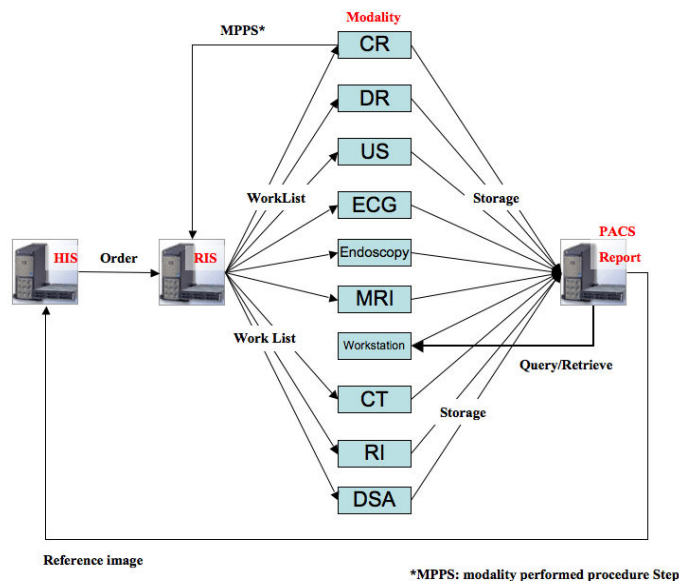 Modality
MPPS*
CR
DR
US
WorkList
Storage
ECG
PACS
HIS
RIS
Endoscopy
Report
Order
MRI
Work List
Workstation
Query/Retrieve
CT
Storage
RI
DSA
Reference image
*MPPS: modality performed procedure Step